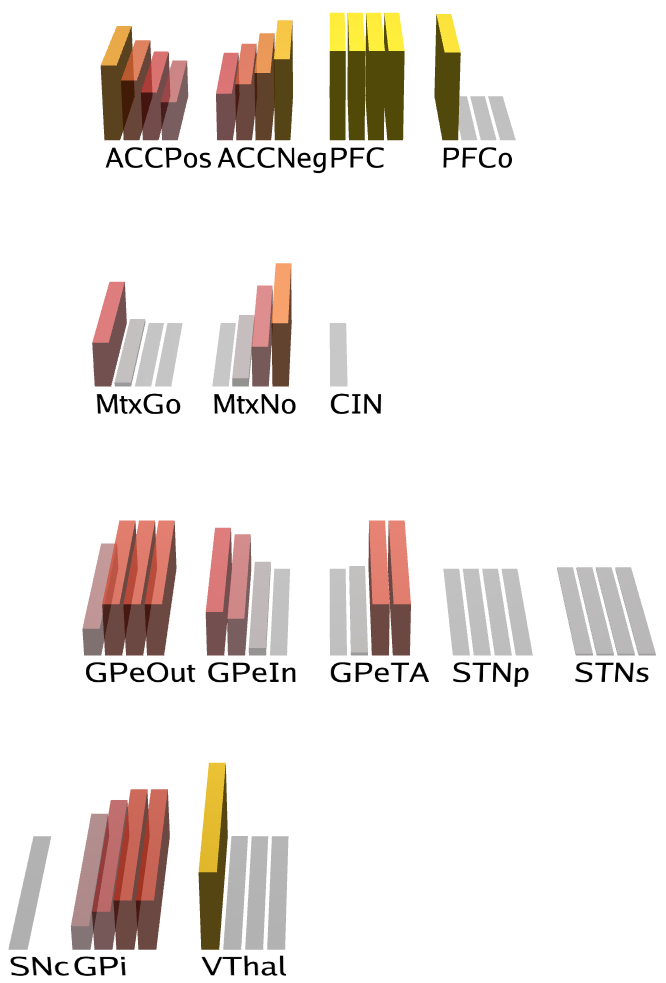 ACCPos ACCNeg PFC PFCo
MtxGo MtxNo CIN
GPeOut GPeIn GPeTA STNp STNs
SNc GPi VThal